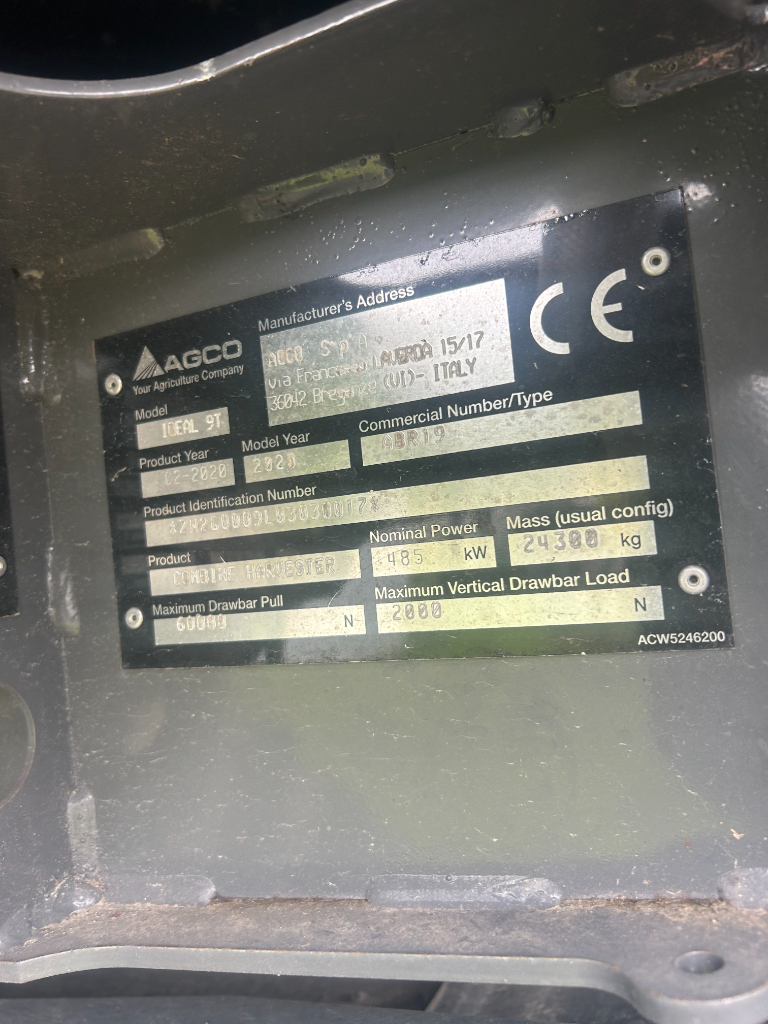 AGCO
Your Agriculture Company
Manufacturer's Address
AGCO S.p.A.
via Francesco LAVERDA 15/17
36042 Breganze (VI)- ITALY
CE
Model
IDEAL 9T
Product Year
Model Year
Commercial Number/Type
02-2020
2020
ABR19
Product Identification Number
Product
Nominal Power
Mass (usual config)
COMBINE HARVESTER
485 kW
24300 kg
Maximum Drawbar Pull
Maximum Vertical Drawbar Load
60000 N
2000 N
ACW5246200